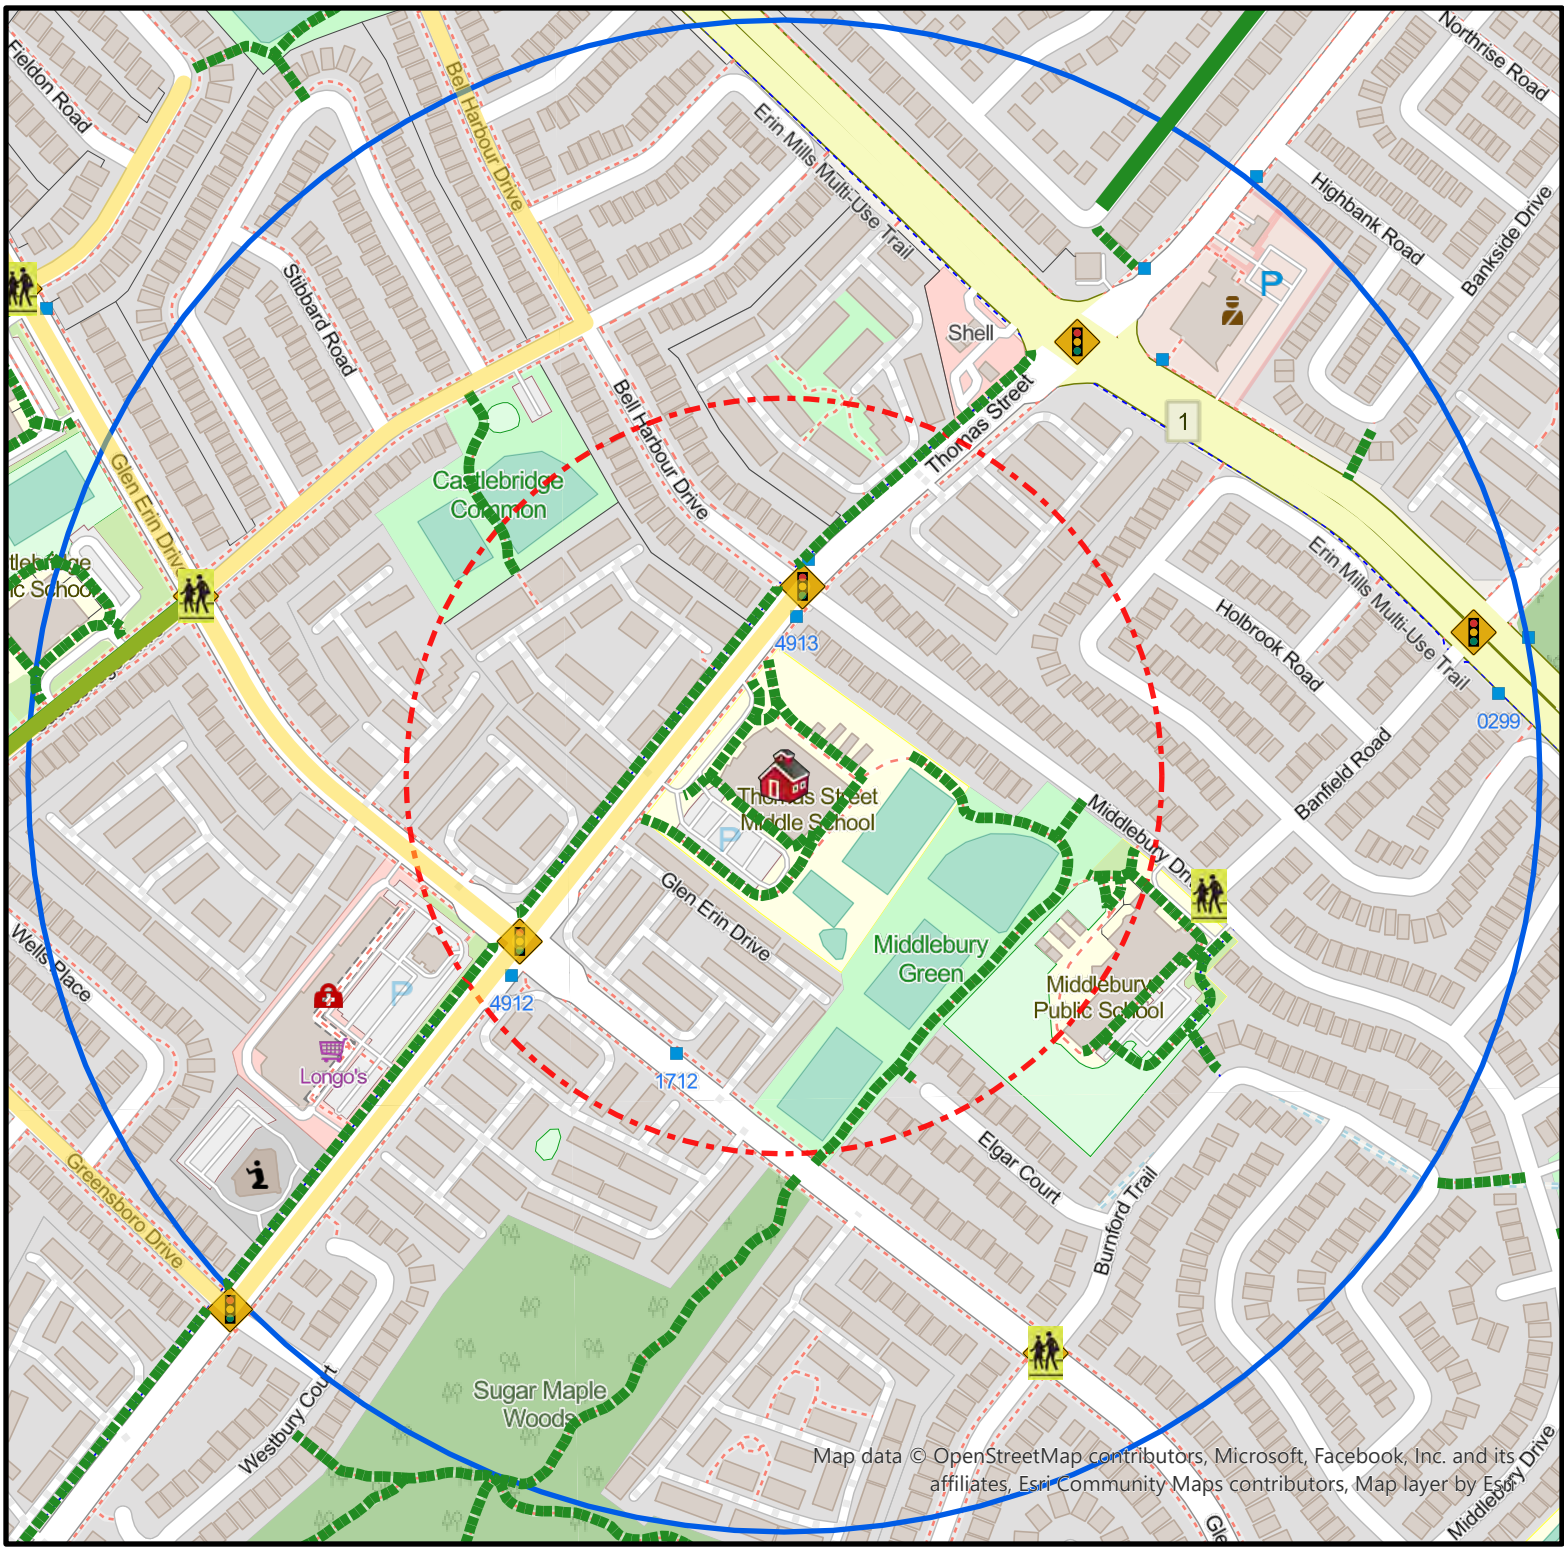 Northrise Road
Fieldon Road
Bell Harbour Drive
Erin Mills Multi-Use Trail
Highbank Road
Bankside Drive
P
Stibbard Road
Shell
Thomas Street
1
Bell Harbour Drive
Castlebridge
Common
Glen Erin Drive
tlebridge
ic School
Erin Mills Multi-Use Trail
Holbrook Road
4913
0299
Banfield Road
Thomas Street
Middle School
P
Middlebury
Glen Erin Drive
Middlebury
Green
Wells Place
P
4912
Middlebury
Public School
Longo's
1712
Elgar Court
Burnford Trail
Greensboro Drive
Sugar Maple
Woods
Westbury Court
Map data © OpenStreetMap contributors, Microsoft, Facebook, Inc. and its
affiliates, Esri Community Maps contributors, Map layer by Esri
Middlebury Drive
Gle